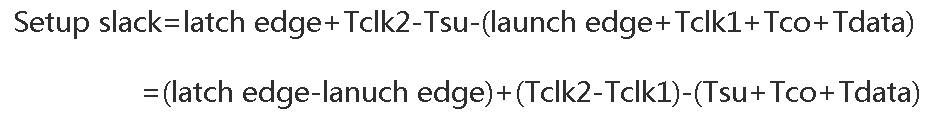 Setup slack=latch edge+Tclk2-Tsu-(launch edge+Tclk1+Tco+Tdata)
=(latch edge-lanuch edge)+(Tclk2-Tclk1)-(Tsu+Tco+Tdata)